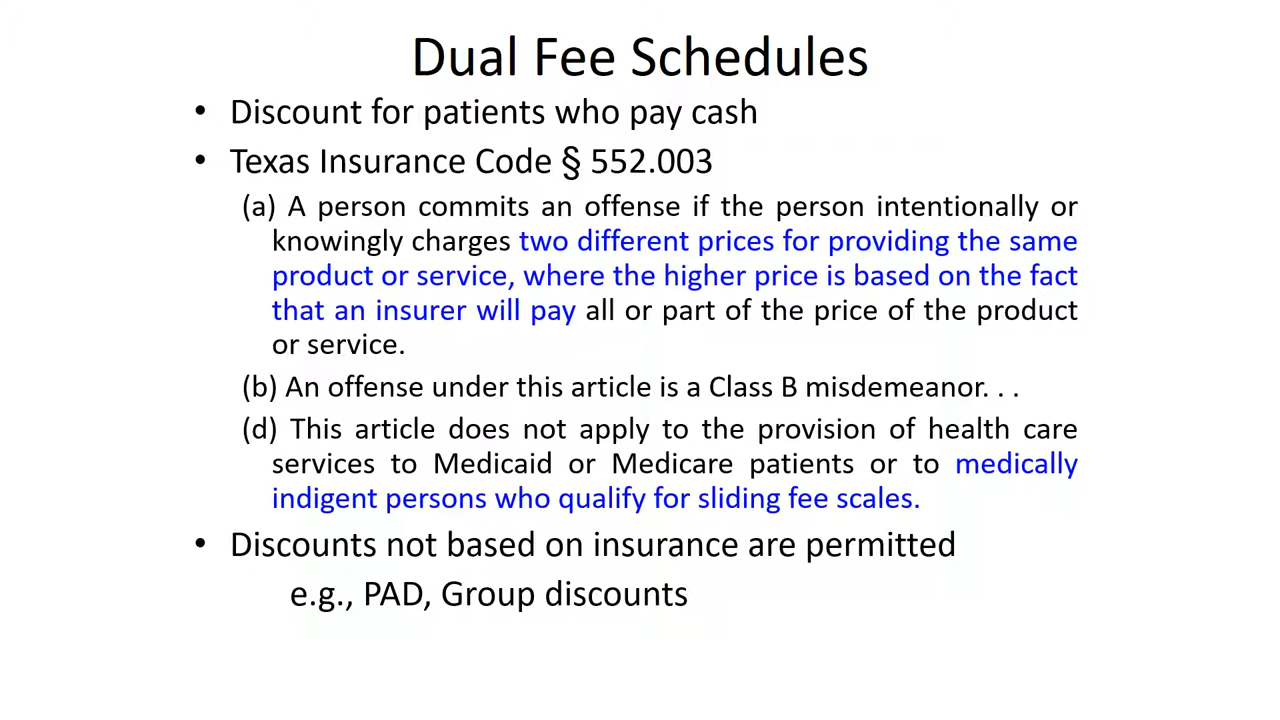 Dual Fee Schedules
• Discount for patients who pay cash
• Texas Insurance Code § 552.003
(a) A person commits an offense if the person intentionally or
knowingly charges two different prices for providing the same
product or service, where the higher price is based on the fact
that an insurer will pay all or part of the price of the product
or service.
(b) An offense under this article is a Class B misdemeanor. . .
(d) This article does not apply to the provision of health care
services to Medicaid or Medicare patients or to medically
indigent persons who qualify for sliding fee scales.
• Discounts not based on insurance are permitted
e.g., PAD, Group discounts